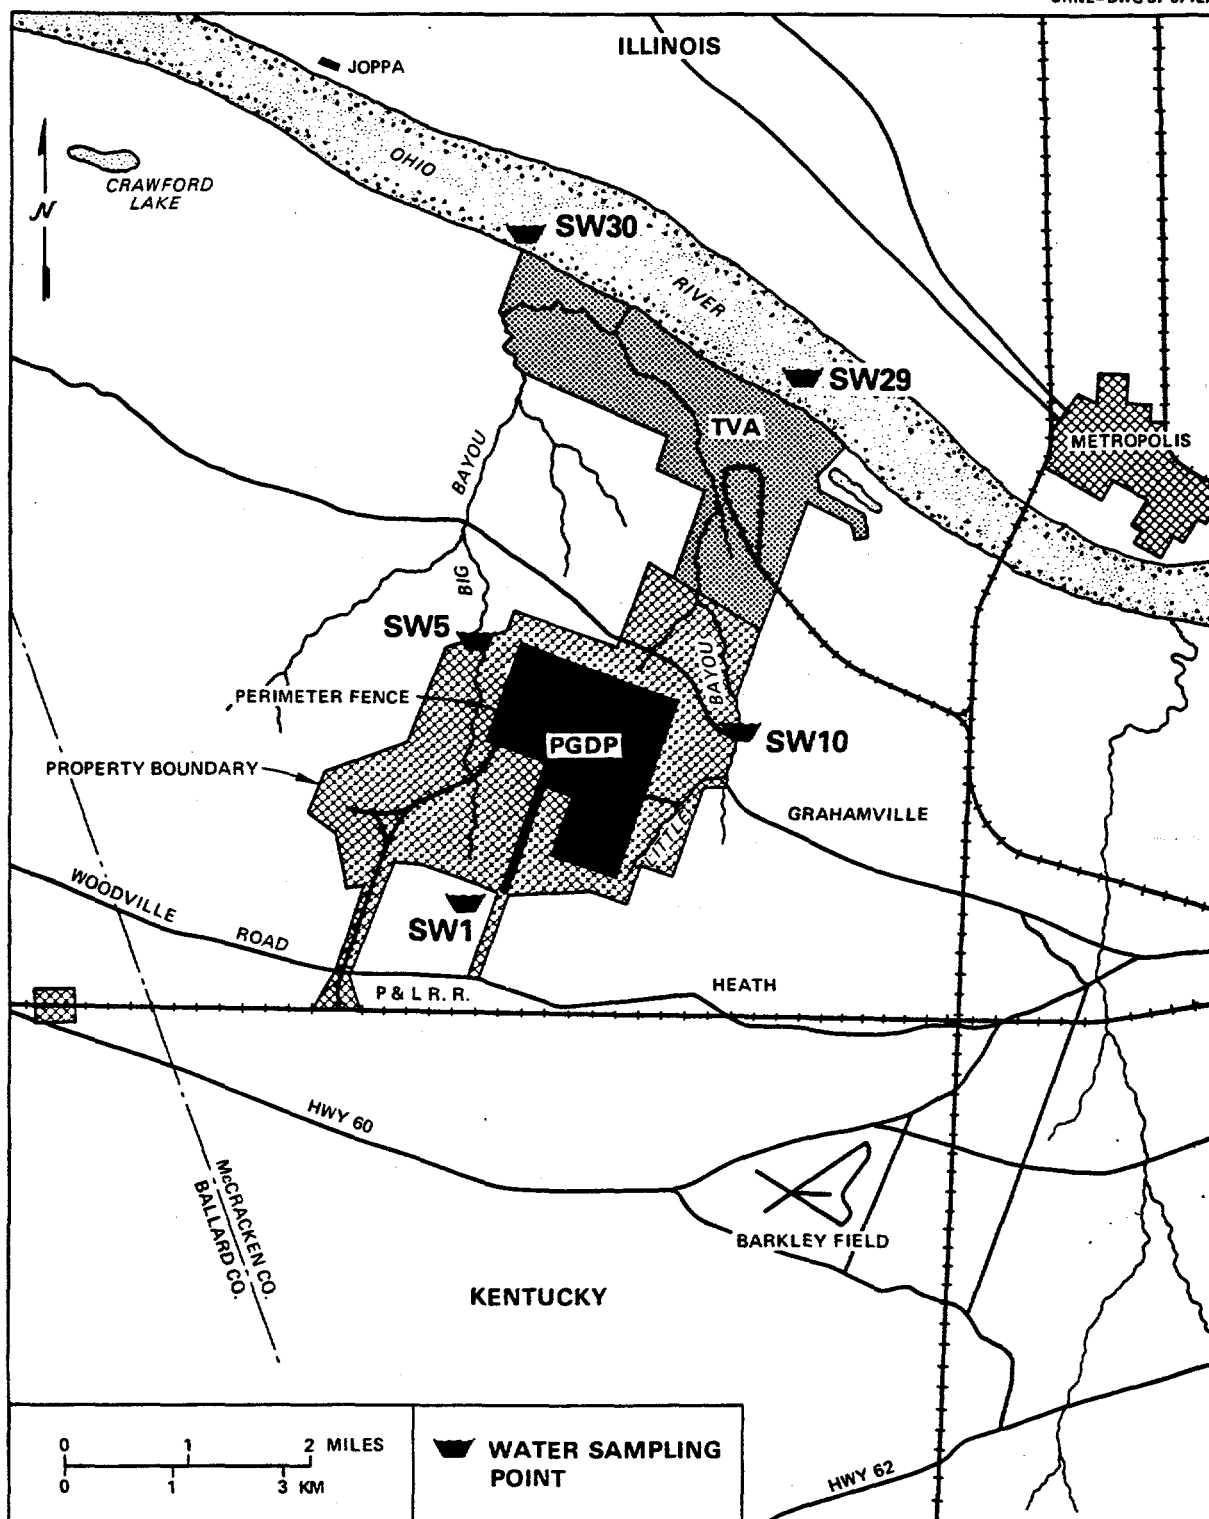 ILLINOIS
JOPPA
OHIO
CRAWFORD
LAKE
N
SW30
RIVER
SW29
TVA
METROPOLIS
BAYOU
BIG
SW5
BAYOU
PERIMETER FENCE
PGDP
SW10
PROPERTY BOUNDARY
GRAHAMVILLE
LITTLE
WOODVILLE
ROAD
SW1
HEATH
P & L R. R.
HWY 60
McCRACKEN CO.
BALLARD CO.
BARKLEY FIELD
KENTUCKY
0 1 2 MILES
0 1 3 KM
WATER SAMPLING
POINT
HWY 62